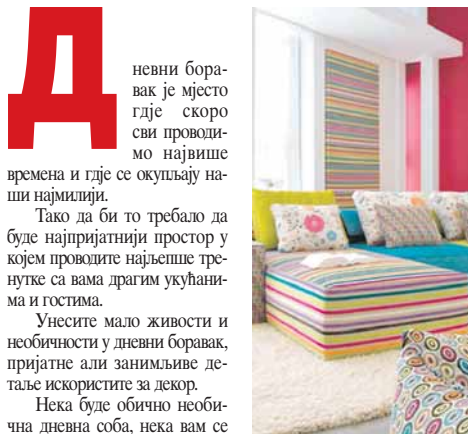 Дневни бора-
вак је мјесто
гдје скоро
сви проводи-
мо највише
времена и гдје се окупљају на-
ши најмилији.
Тако да би то требало да
буде најпријатнији простор у
којем проводите најљепше тре-
нутке са вама драгим укућани-
ма и гостима.
Унесите мало живости и
необичности у дневни боравак,
пријатне али занимљиве де-
таље искористите за декор.
Нека буде обично необи-
чна дневна соба, нека вам се